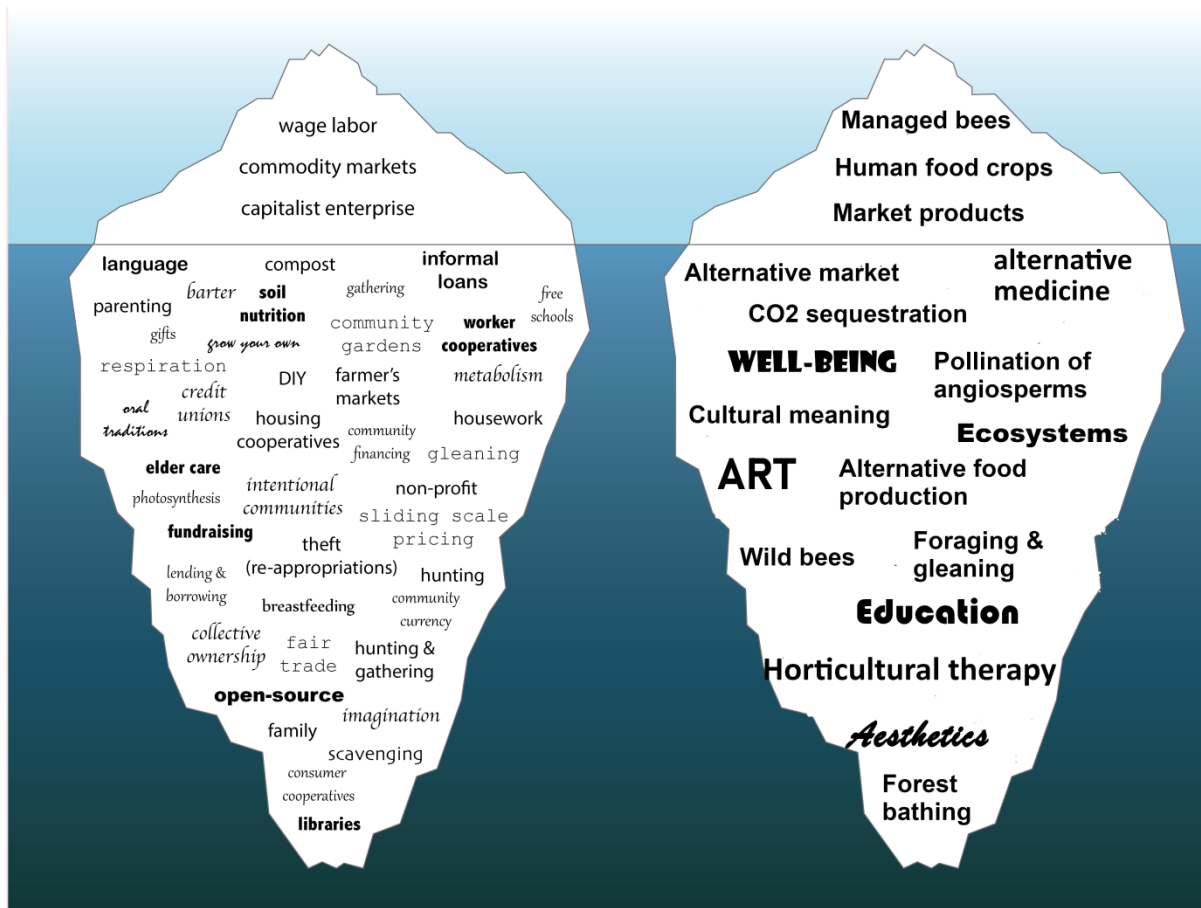 wage labor
commodity markets
capitalist enterprise
language
compost
informal
loans
parenting
barter
soil
nutrition
gathering
free
schools
gifts
grow your own
community
gardens
worker
cooperatives
respiration
credit
unions
DIY
farmer's
markets
metabolism
oral
traditions
housing
cooperatives
community
financing
housework
gleaning
elder care
photosynthesis
intentional
communities
non-profit
sliding scale
pricing
fundraising
theft
(re-appropriations)
hunting
lending &
borrowing
breastfeeding
community
currency
collective
ownership
fair
trade
hunting &
gathering
open-source
family
imagination
scavenging
consumer
cooperatives
libraries
Managed bees
Human food crops
Market products
Alternative market
alternative
medicine
CO2 sequestration
WELL-BEING
Pollination of
angiosperms
Cultural meaning
Ecosystems
ART
Alternative food
production
Wild bees
Foraging &
gleaning
Education
Horticultural therapy
Aesthetics
Forest
bathing